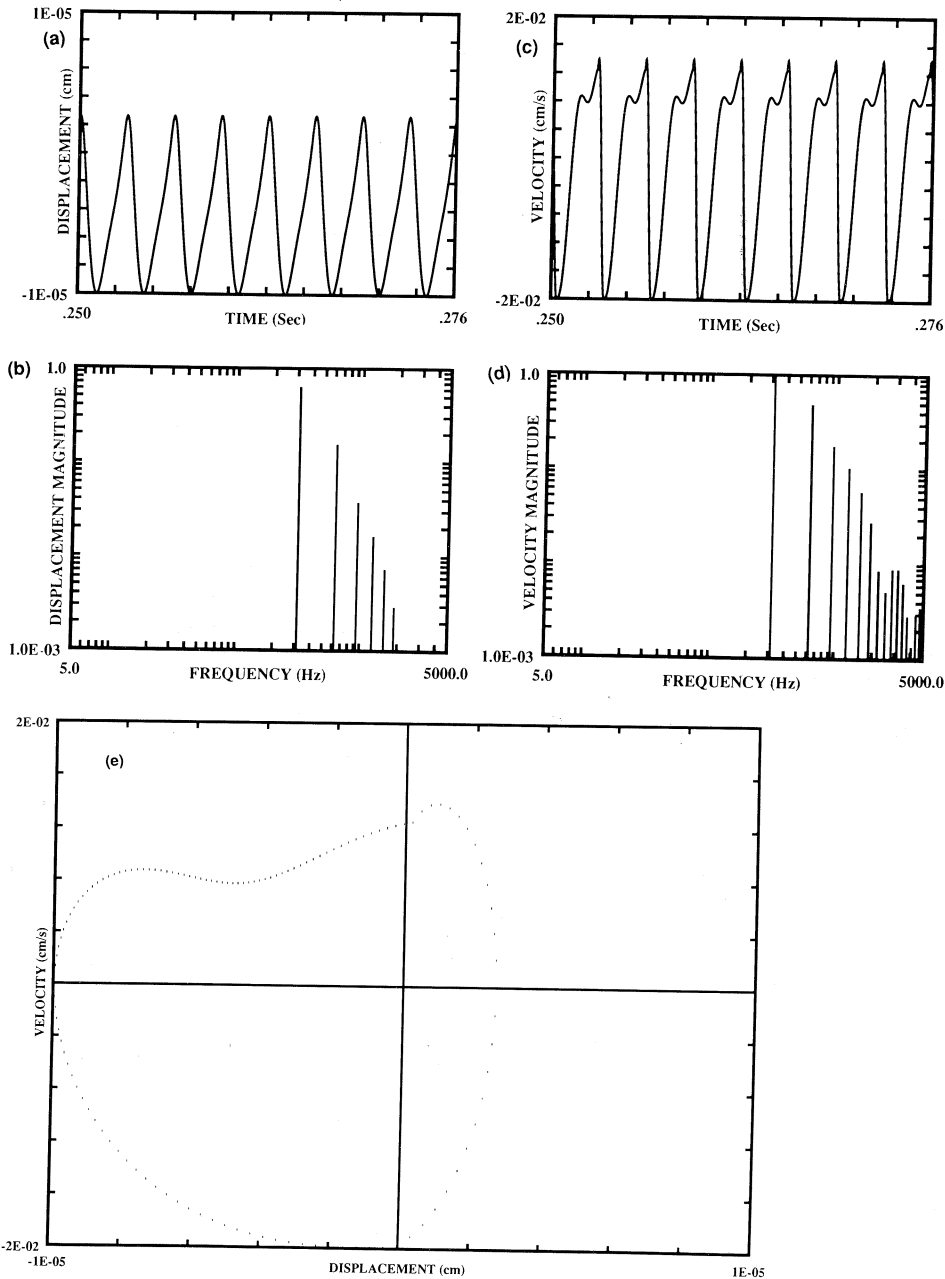 1E-05
(a)
DISPLACEMENT (cm)
-1E-05
.250
TIME (Sec)
.276
2E-02
(c)
VELOCITY (cm/s)
-2E-02
.250
TIME (Sec)
.276
(b)
1.0
DISPLACEMENT MAGNITUDE
1.0E-03
5.0
FREQUENCY (Hz)
5000.0
(d)
1.0
VELOCITY MAGNITUDE
1.0E-03
5.0
FREQUENCY (Hz)
5000.0
2E-02
(e)
VELOCITY (cm/s)
-2E-02
-1E-05
DISPLACEMENT (cm)
1E-05